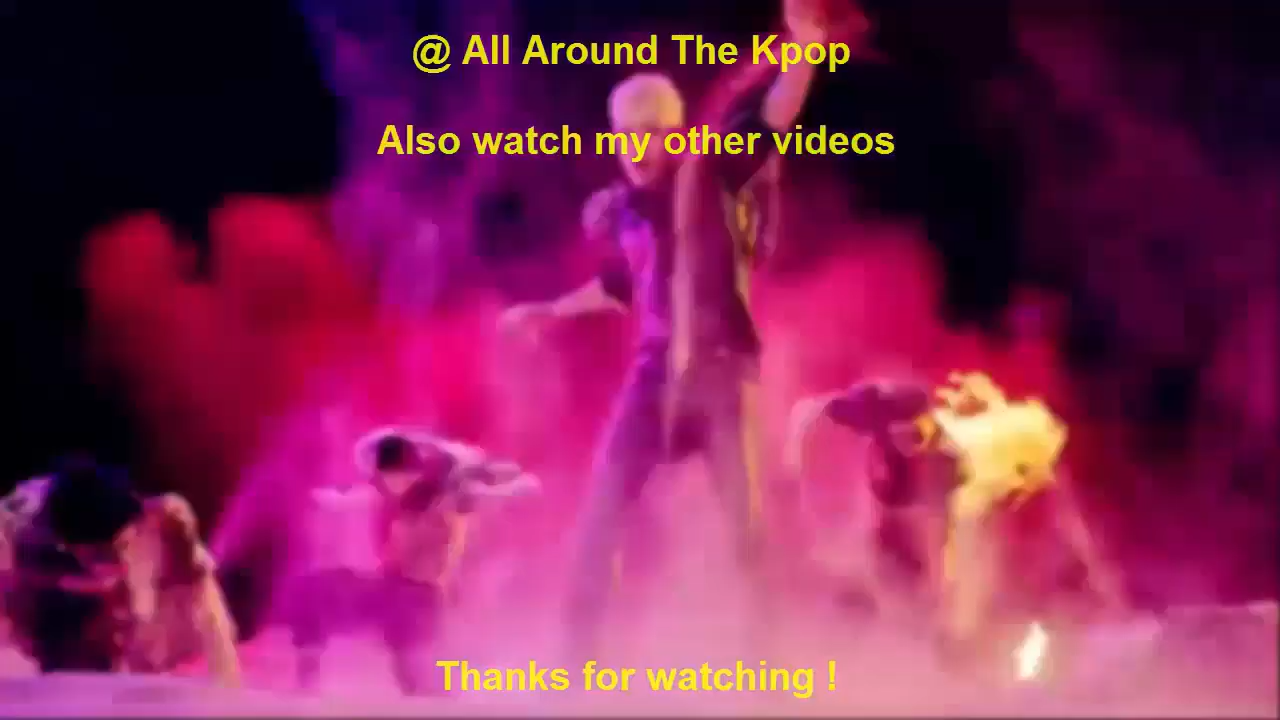 @ All Around The Kpop
Also watch my other videos
Thanks for watching !